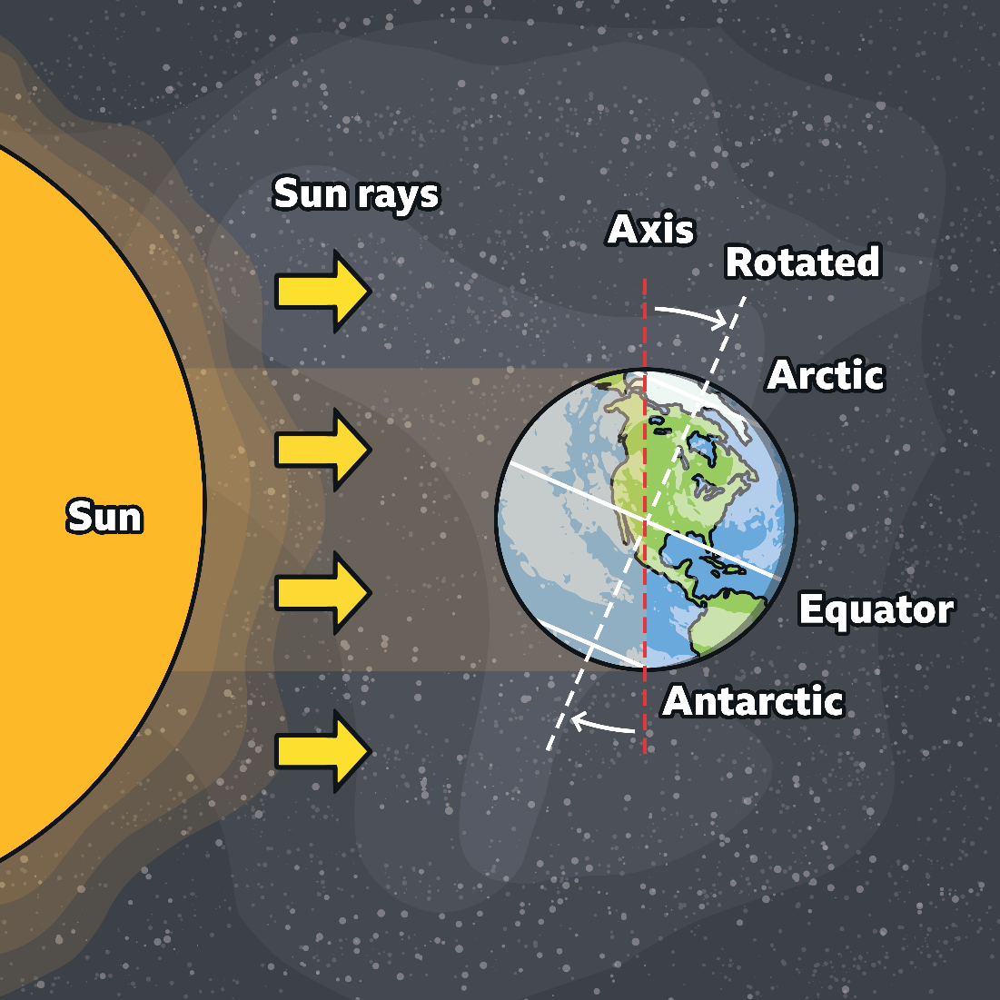 Sun rays
Axis
Rotated
Arctic
Sun
Equator
Antarctic